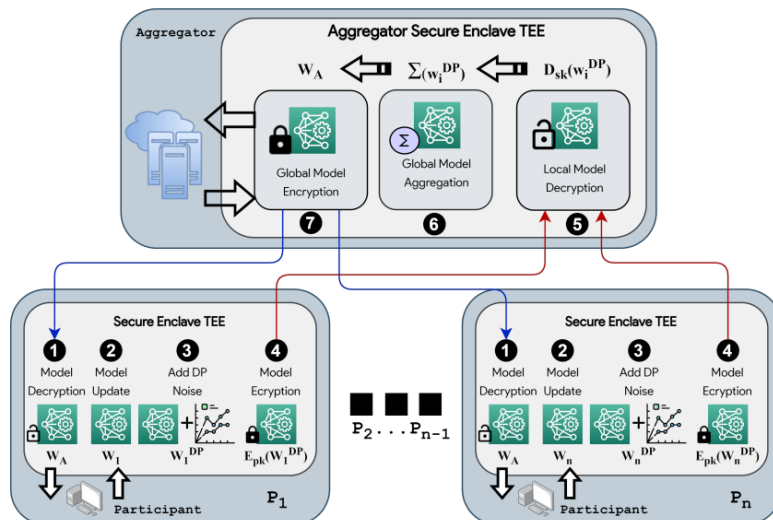 Aggregator
Aggregator Secure Enclave TEE
W_A
Σ(w_i^DP)
D_sk(w_i^DP)
Σ
Global Model
Encryption
Global Model
Aggregation
Local Model
Decryption
7
6
5
Secure Enclave TEE
1
2
3
4
Model
Decryption
Model
Update
Add DP
Noise
Model
Ecryption
+
W_A
W_1
W_1^DP
E_pk(W_1^DP)
Participant
P_1
P_2...P_n-1
Secure Enclave TEE
1
2
3
4
Model
Decryption
Model
Update
Add DP
Noise
Model
Ecryption
+
W_A
W_n
W_n^DP
E_pk(W_n^DP)
Participant
P_n